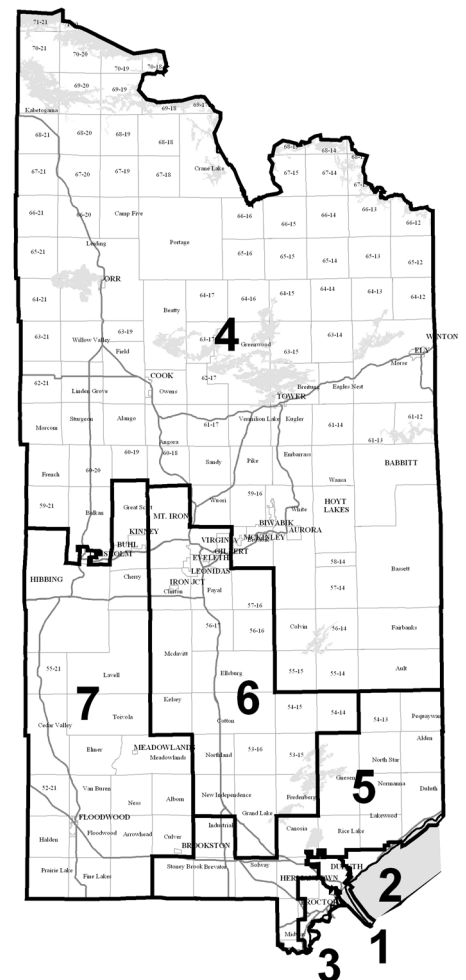 71-21
70-21
70-20
70-19
70-18
69-20
69-19
69-18
69-17
Kabetogama
68-21
68-20
68-19
68-18
68-14
67-21
67-20
67-19
67-18
Crane Lake
67-15
67-14
66-21
66-20
Camp Five
66-16
66-15
66-14
66-13
66-12
65-21
Leiding
Portage
65-16
65-15
65-14
65-13
65-12
ORR
64-21
Beatty
64-17
64-16
64-15
64-14
64-13
64-12
4
63-21
Willow Valley
63-19
Field
63-17
Greenwood
63-15
63-14
WINTON
ELY
Morse
62-21
COOK
62-17
Linden Grove
Owens
Breitung
Eagles Nest
TOWER
Morcom
Sturgeon
Alango
61-17
Vermilion Lake
Kugler
61-14
61-13
61-12
Angora
French
60-20
60-19
60-18
Sandy
Pike
Embarrass
Waasa
BABBITT
59-21
Balkan
Great Scott
MT. IRON
Wuori
59-16
White
HOYT
LAKES
BIWABIK
AURORA
KINNEY
VIRGINIA
MCKINLEY
BUHL
GILBERT
EVELETH
HIBBING
Cherry
LEONIDAS
IRON JCT
Clinton
Fayal
58-14
Bassett
57-14
57-16
56-17
56-16
Colvin
56-14
Fairbanks
55-21
Lavell
Mcdavitt
Ellsburg
55-15
55-14
Ault
7
6
Kelsey
54-15
54-14
54-13
Pequaywan
Cedar Valley
Toivola
Cotton
Alden
Elmer
MEADOWLANDS
Meadowlands
Northland
53-16
53-15
North Star
5
52-21
Van Buren
Ness
Alborn
New Independence
Fredenberg
Gnesen
Normanna
Duluth
Grand Lake
FLOODWOOD
Floodwood
Arrowhead
Culver
Industrial
Canosia
Rice Lake
Lakewood
Halden
BROOKSTON
Prairie Lake
Fine Lakes
Stoney Brook
Brevator
Solway
DULUTH
HERMANTOWN
2
PROCTOR
1
3